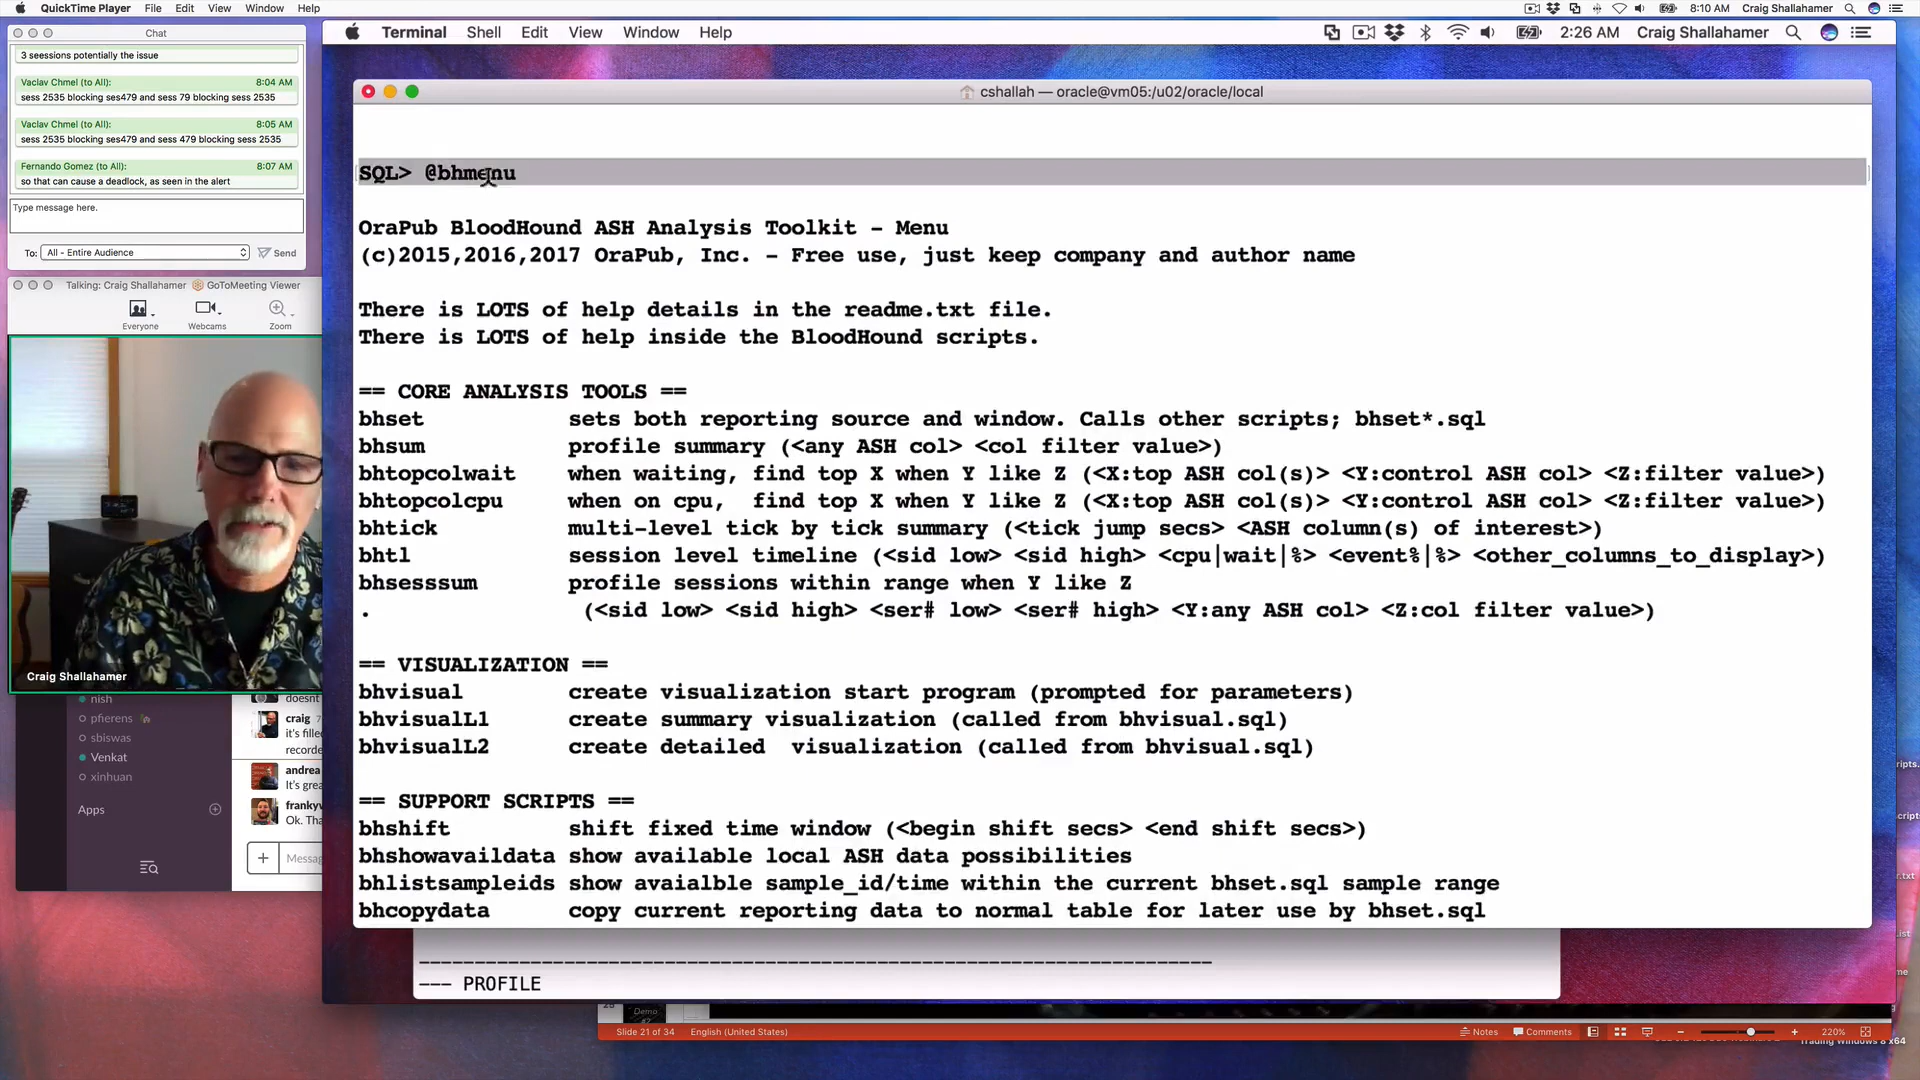 QuickTime Player File Edit View Window Help
8:10 AM Craig Shallahamer
Chat
3 seessions potentially the issue
Vaclav Chmel (to All): 8:04 AM
sess 2535 blocking ses479 and sess 79 blocking sess 2535
Vaclav Chmel (to All): 8:05 AM
sess 2535 blocking ses479 and sess 479 blocking sess 2535
Fernando Gomez (to All): 8:07 AM
so that can cause a deadlock, as seen in the alert
Type message here.
To: All - Entire Audience Send
Talking: Craig Shallahamer GoToMeeting Viewer
Everyone Webcams Zoom
Craig Shallahamer
nish
pfierens
sbiswas
Venkat
xinhuan
Apps
doesnt
craig
it's fille
recorde
andrea
It's grea
frankyw
Ok. Tha
Messa
Terminal Shell Edit View Window Help
2:26 AM Craig Shallahamer
cshallah — oracle@vm05:/u02/oracle/local
SQL> @bhmenu
OraPub BloodHound ASH Analysis Toolkit - Menu
(c)2015,2016,2017 OraPub, Inc. - Free use, just keep company and author name
There is LOTS of help details in the readme.txt file.
There is LOTS of help inside the BloodHound scripts.
== CORE ANALYSIS TOOLS ==
bhset sets both reporting source and window. Calls other scripts; bhset*.sql
bhsum profile summary (<any ASH col> <col filter value>)
bhtopcolwait when waiting, find top X when Y like Z (<X:top ASH col(s)> <Y:control ASH col> <Z:filter value>)
bhtopcolcpu when on cpu, find top X when Y like Z (<X:top ASH col(s)> <Y:control ASH col> <Z:filter value>)
bhtick multi-level tick by tick summary (<tick jump secs> <ASH column(s) of interest>)
bhtl session level timeline (<sid low> <sid high> <cpu|wait|%> <event%|%> <other_columns_to_display>)
bhsesssum profile sessions within range when Y like Z
. (<sid low> <sid high> <ser# low> <ser# high> <Y:any ASH col> <Z:col filter value>)
== VISUALIZATION ==
bhvisual create visualization start program (prompted for parameters)
bhvisualL1 create summary visualization (called from bhvisual.sql)
bhvisualL2 create detailed visualization (called from bhvisual.sql)
== SUPPORT SCRIPTS ==
bhshift shift fixed time window (<begin shift secs> <end shift secs>)
bhshowavaildata show available local ASH data possibilities
bhlistsampleids show avaialble sample_id/time within the current bhset.sql sample range
bhcopydata copy current reporting data to normal table for later use by bhset.sql
--- PROFILE
Demo
Slide 21 of 34 English (United States) Notes Comments 220%
Trading Windows 8 x64